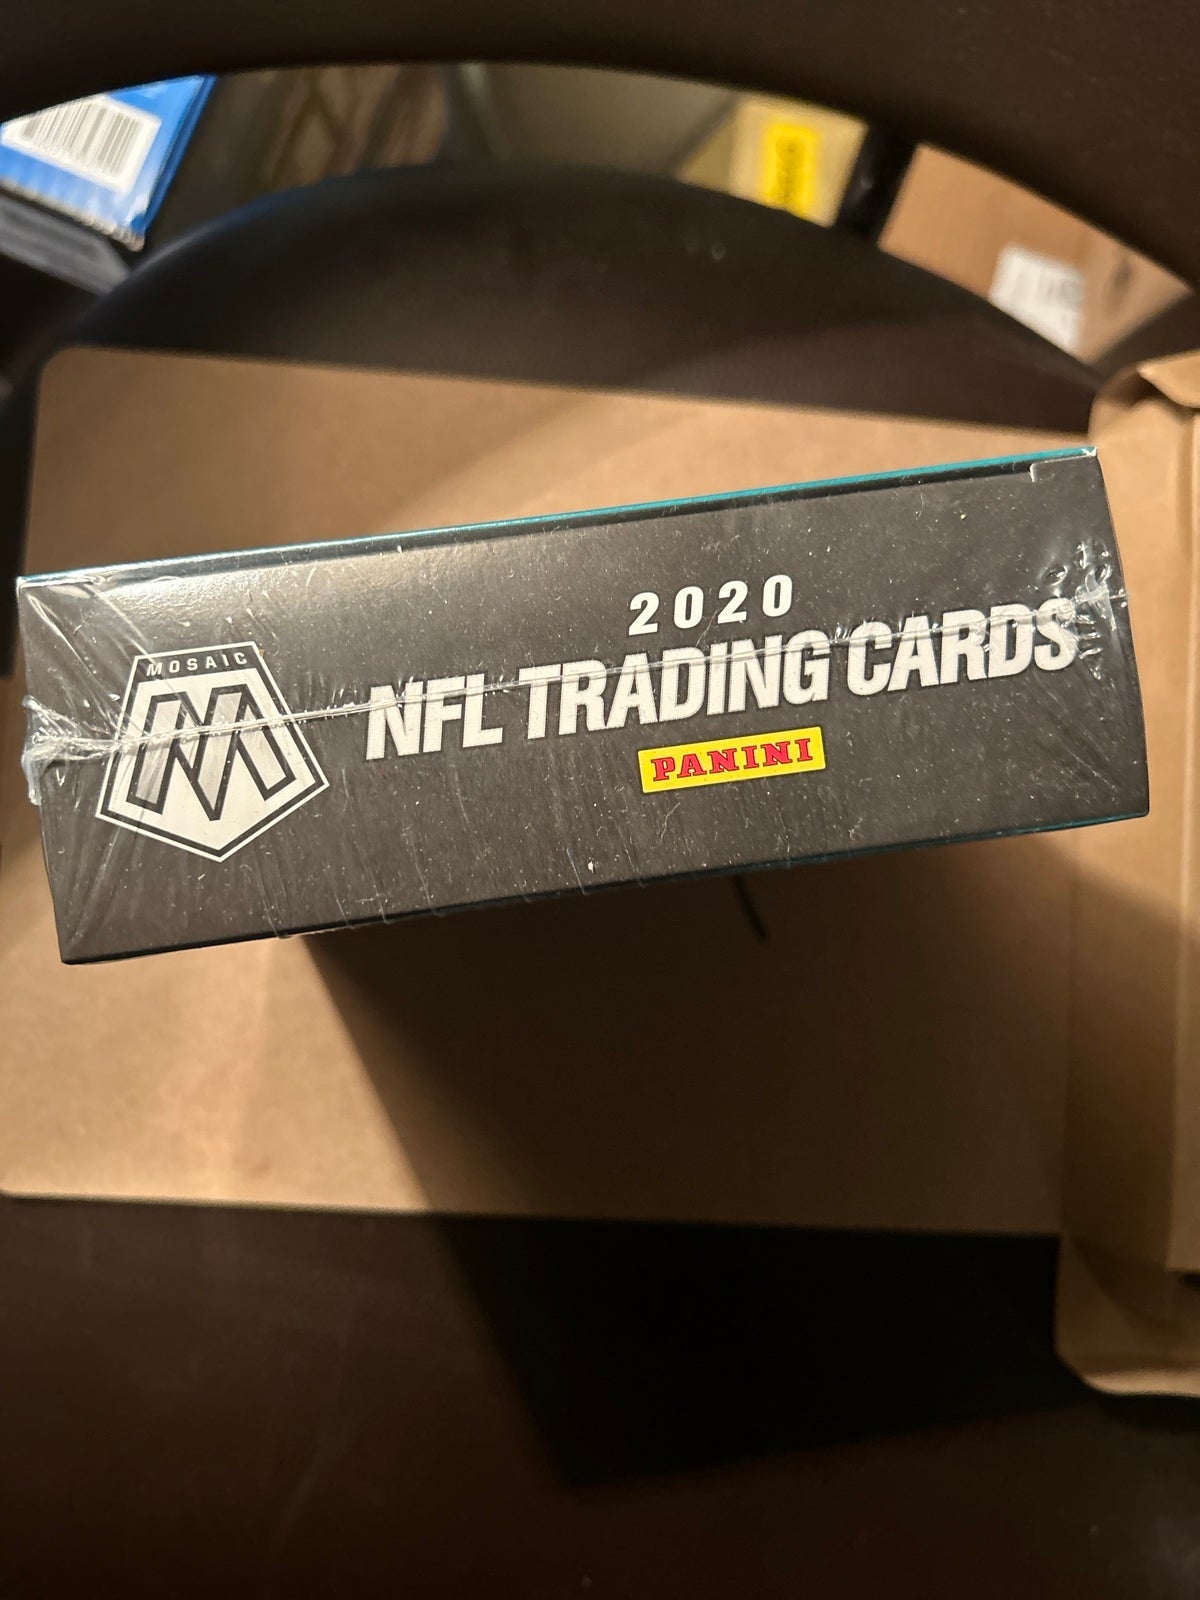 MOSAIC
M
2020
NFL TRADING CARDS
PANINI